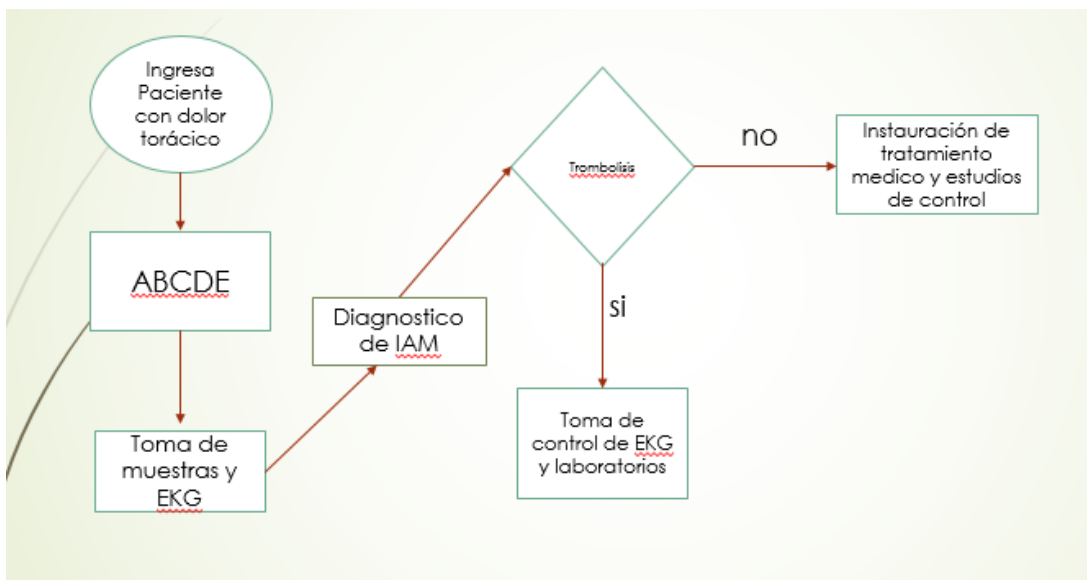 Ingresa
Paciente
con dolor
torácico
ABCDE
Toma de
muestras y
EKG
Diagnostico
de IAM
Trombolisis
no
Instauración de
tratamiento
medico y estudios
de control
si
Toma de
control de EKG
y laboratorios